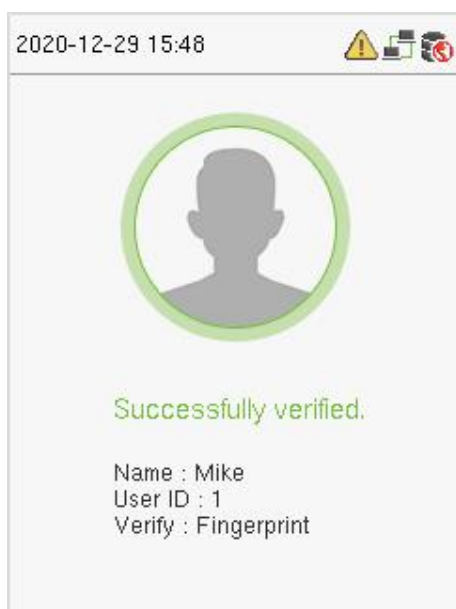 2020-12-29 15:48
Successfully verified.
Name : Mike
User ID : 1
Verify : Fingerprint